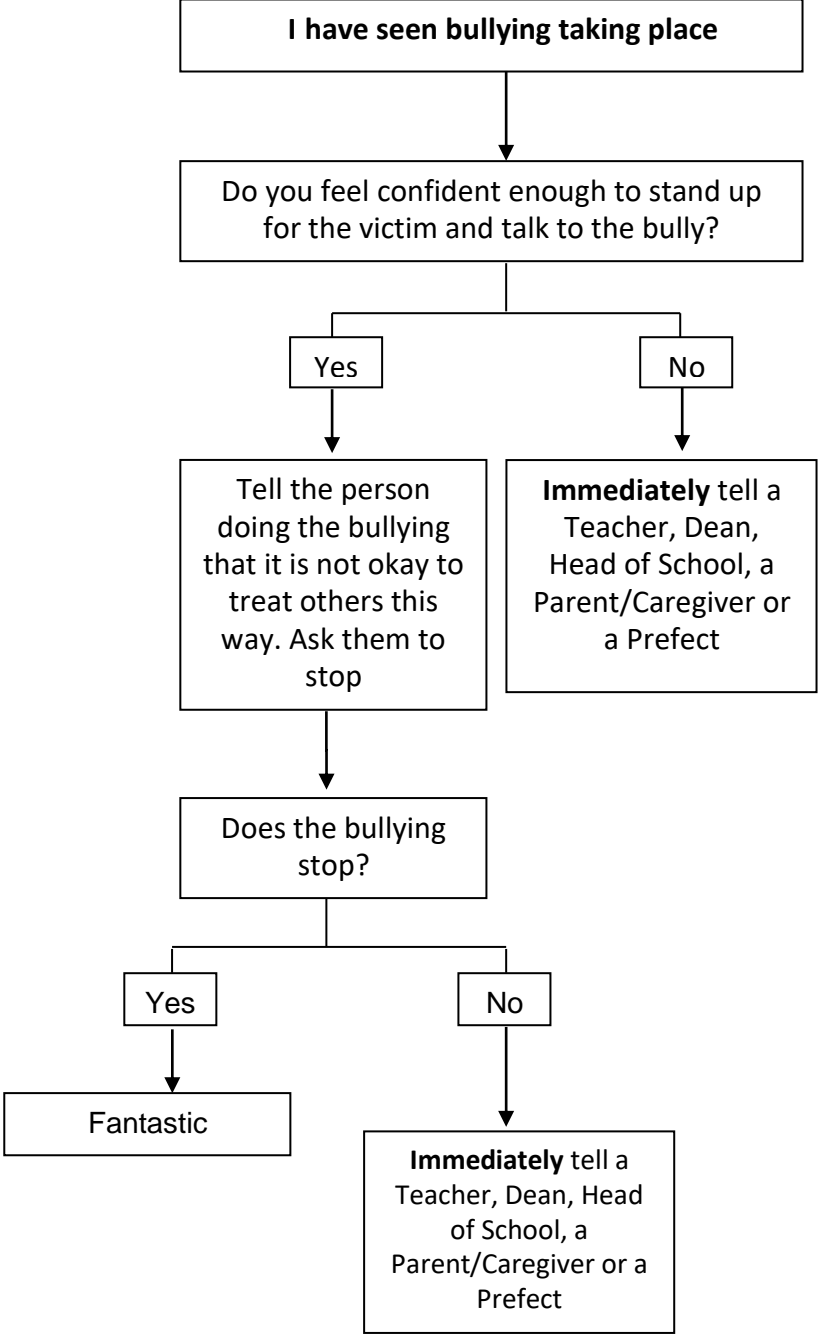 I have seen bullying taking place
Do you feel confident enough to stand up
for the victim and talk to the bully?
Yes
No
Tell the person
doing the bullying
that it is not okay to
treat others this
way. Ask them to
stop
Immediately tell a
Teacher, Dean,
Head of School, a
Parent/Caregiver or
a Prefect
Does the bullying
stop?
Yes
No
Fantastic
Immediately tell a
Teacher, Dean, Head
of School, a
Parent/Caregiver or a
Prefect